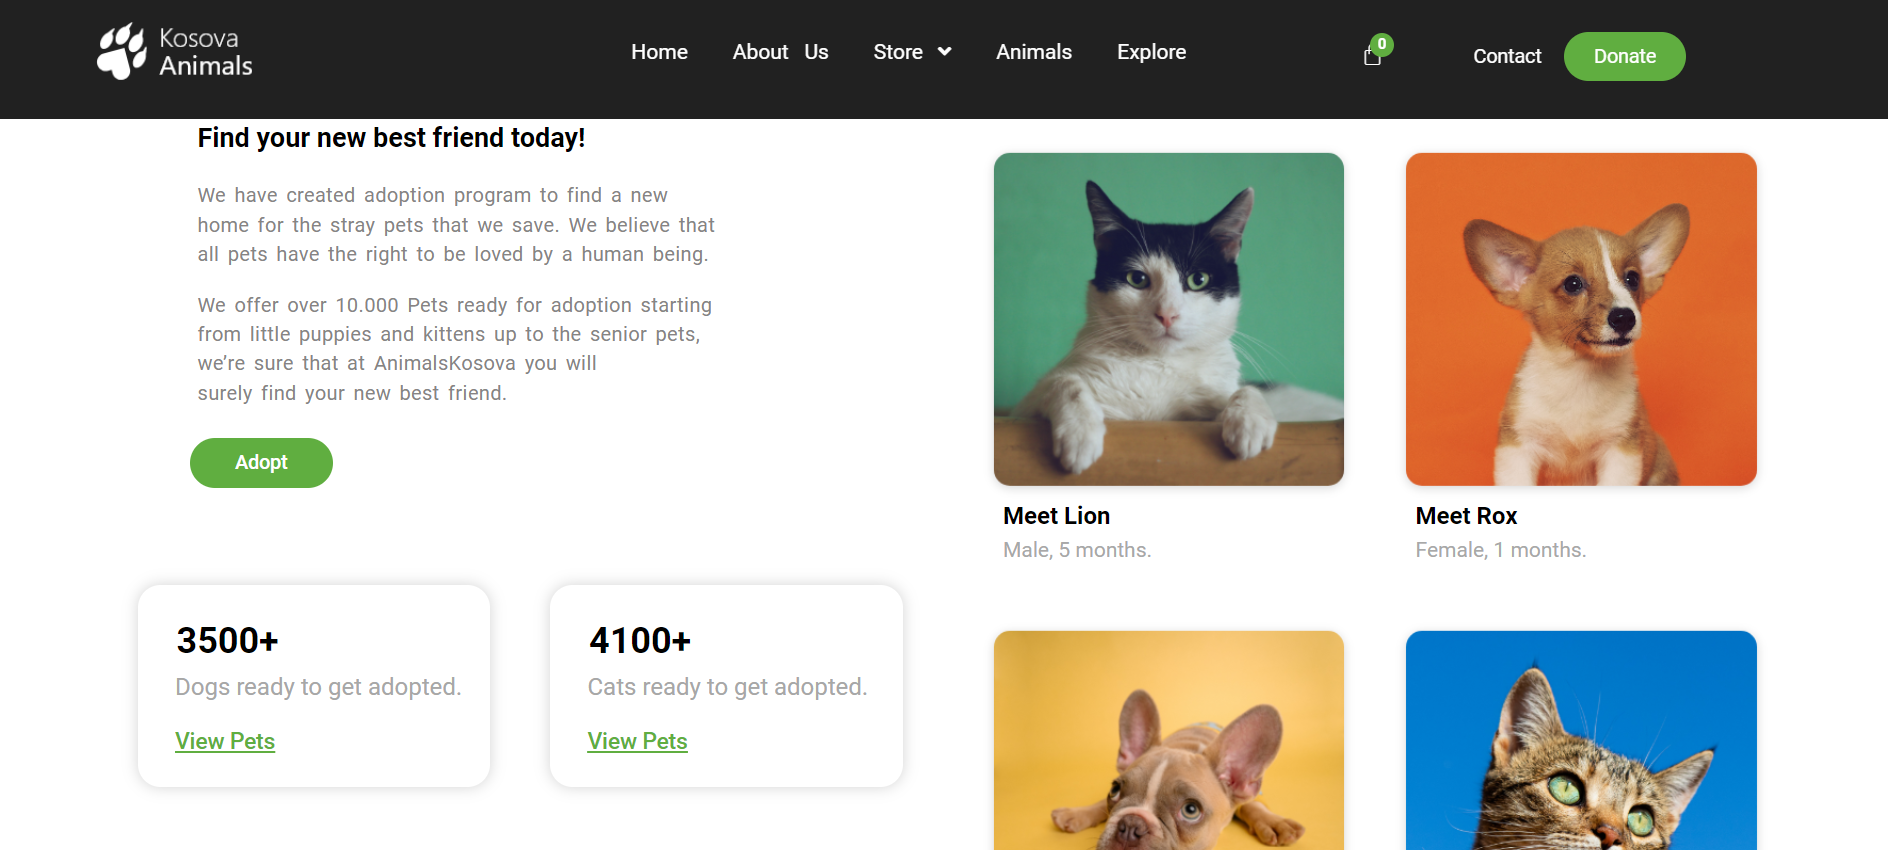 Kosova
Animals
Home About Us Store Animals Explore 0 Contact Donate
Find your new best friend today!
We have created adoption program to find a new
home for the stray pets that we save. We believe that
all pets have the right to be loved by a human being.
We offer over 10.000 Pets ready for adoption starting
from little puppies and kittens up to the senior pets,
we’re sure that at AnimalsKosova you will
surely find your new best friend.
Adopt
3500+
Dogs ready to get adopted.
View Pets
4100+
Cats ready to get adopted.
View Pets
Meet Lion
Male, 5 months.
Meet Rox
Female, 1 months.